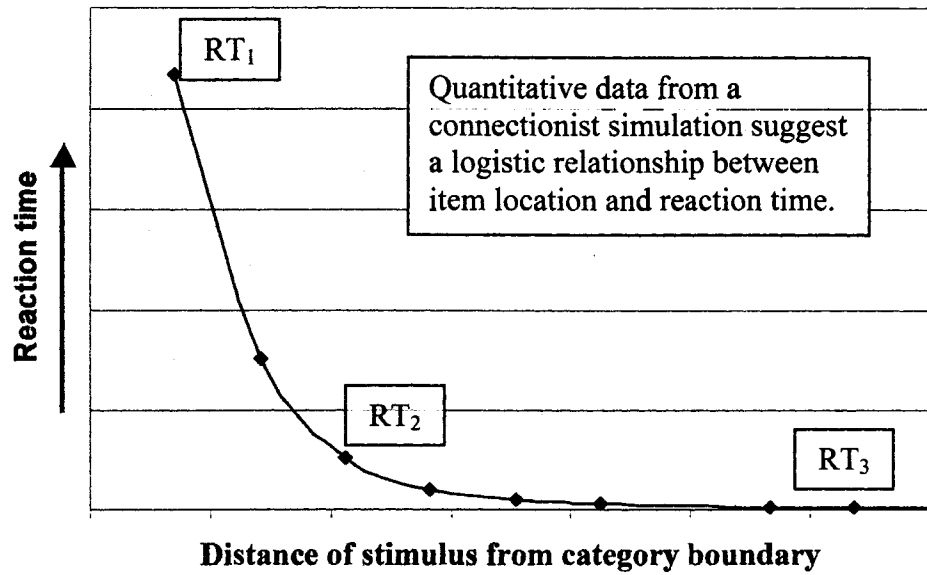 RT₁
Quantitative data from a
connectionist simulation suggest
a logistic relationship between
item location and reaction time.
Reaction time
RT₂
RT₃
Distance of stimulus from category boundary